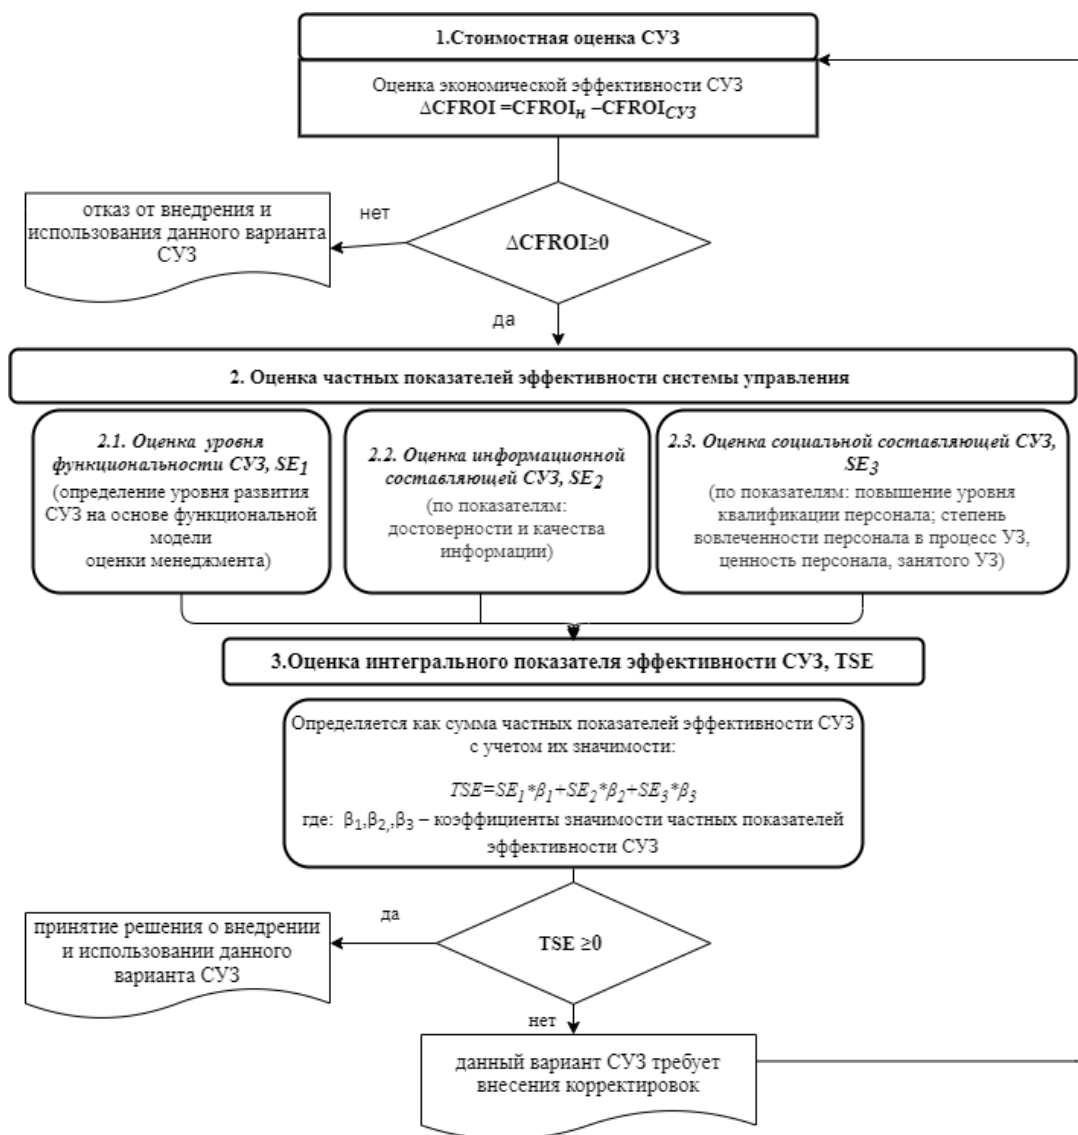 1.Стоимостная оценка СУЗ
Оценка экономической эффективности СУЗ
ΔCFROI =CFROIн –CFROIСУЗ
нет
отказ от внедрения и
использования данного варианта
СУЗ
ΔCFROI≥0
да
2. Оценка частных показателей эффективности системы управления
2.1. Оценка уровня
функциональности СУЗ, SE1
(определение уровня развития
СУЗ на основе функциональной
модели
оценки менеджмента)
2.2. Оценка информационной
составляющей СУЗ, SE2
(по показателям:
достоверности и качества
информации)
2.3. Оценка социальной составляющей СУЗ,
SE3
(по показателям: повышение уровня
квалификации персонала; степень
вовлеченности персонала в процесс УЗ,
ценность персонала, занятого УЗ)
3.Оценка интегрального показателя эффективности СУЗ, TSE
Определяется как сумма частных показателей эффективности СУЗ
с учетом их значимости:
TSE=SE1*β1+SE2*β2+SE3*β3
где: β1,β2,,β3 – коэффициенты значимости частных показателей
эффективности СУЗ
да
принятие решения о внедрении
и использовании данного
варианта СУЗ
TSE ≥0
нет
данный вариант СУЗ требует
внесения корректировок